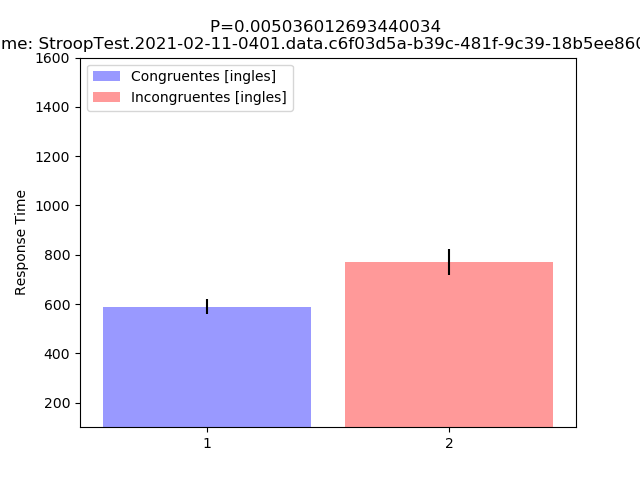 P=0.005036012693440034
me: StroopTest.2021-02-11-0401.data.c6f03d5a-b39c-481f-9c39-18b5ee860
1600
Congruentes [ingles]
Incongruentes [ingles]
1400
1200
1000
800
600
400
200
Response Time
1
2